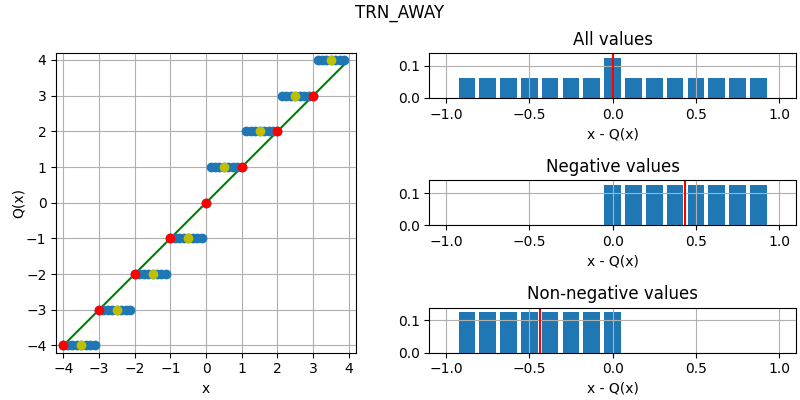 TRN_AWAY
Q(x)
4
3
2
1
0
−1
−2
−3
−4
−4 −3 −2 −1 0 1 2 3 4
x
All values
0.1
0.0
−1.0 −0.5 0.0 0.5 1.0
x - Q(x)
Negative values
0.1
0.0
−1.0 −0.5 0.0 0.5 1.0
x - Q(x)
Non-negative values
0.1
0.0
−1.0 −0.5 0.0 0.5 1.0
x - Q(x)